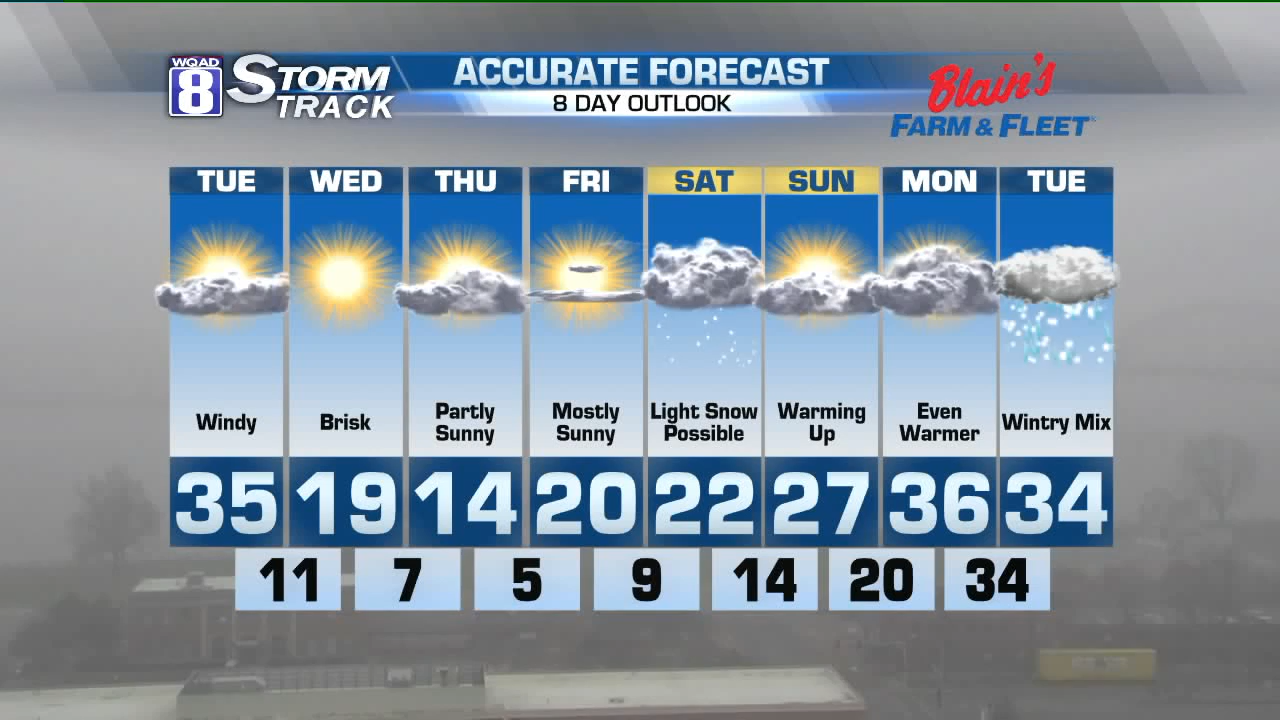 WQAD
8
STORM
TRACK
ACCURATE FORECAST
8 DAY OUTLOOK
Blain's
FARM & FLEET
TUE WED THU FRI SAT SUN MON TUE
Windy
Brisk
Partly
Sunny
Mostly
Sunny
Light Snow
Possible
Warming
Up
Even
Warmer
Wintry Mix
35 19 14 20 22 27 36 34
11 7 5 9 14 20 34